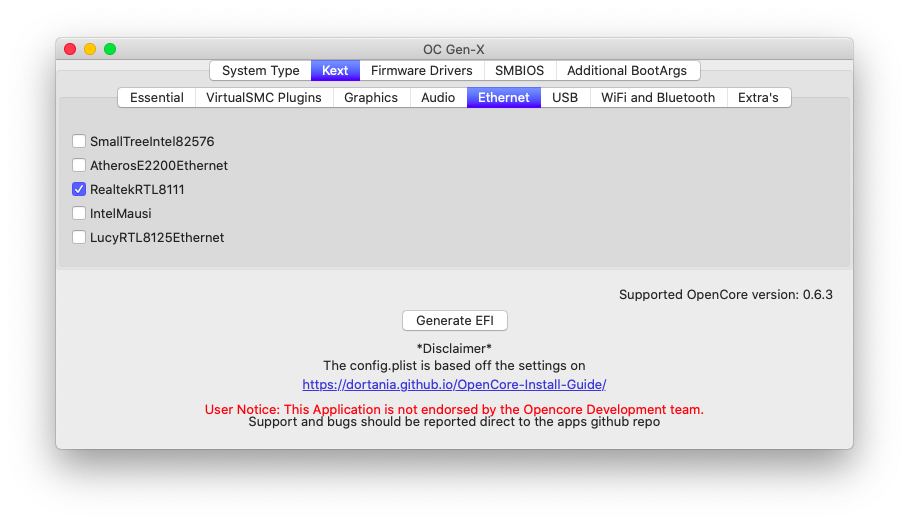 OC Gen-X
System Type Kext Firmware Drivers SMBIOS Additional BootArgs
Essential VirtualSMC Plugins Graphics Audio Ethernet USB WiFi and Bluetooth Extra's
SmallTreeIntel82576
AtherosE2200Ethernet
RealtekRTL8111
IntelMausi
LucyRTL8125Ethernet
Supported OpenCore version: 0.6.3
Generate EFI
*Disclaimer*
The config.plist is based off the settings on
https://dortania.github.io/OpenCore-Install-Guide/
User Notice: This Application is not endorsed by the Opencore Development team.
Support and bugs should be reported direct to the apps github repo